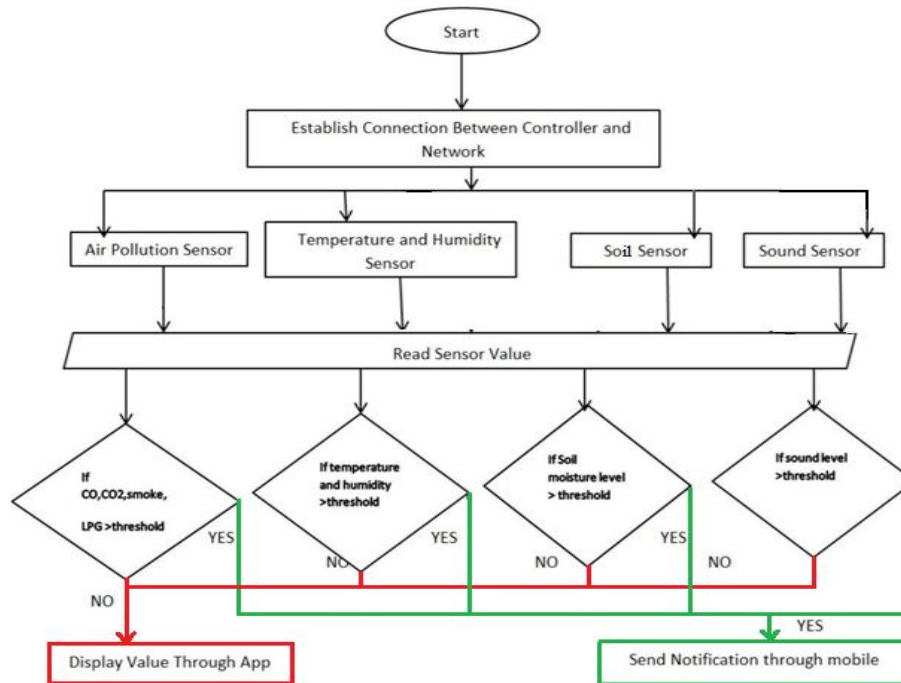 Start
Establish Connection Between Controller and
Network
Air Pollution Sensor
Temperature and Humidity
Sensor
Soil Sensor
Sound Sensor
Read Sensor Value
If
CO,CO2,smoke,
LPG >threshold
If temperature
and humidity
>threshold
If Soil
moisture level
> threshold
If sound level
>threshold
YES
YES
YES
NO
NO
NO
NO
YES
Display Value Through App
Send Notification through mobile